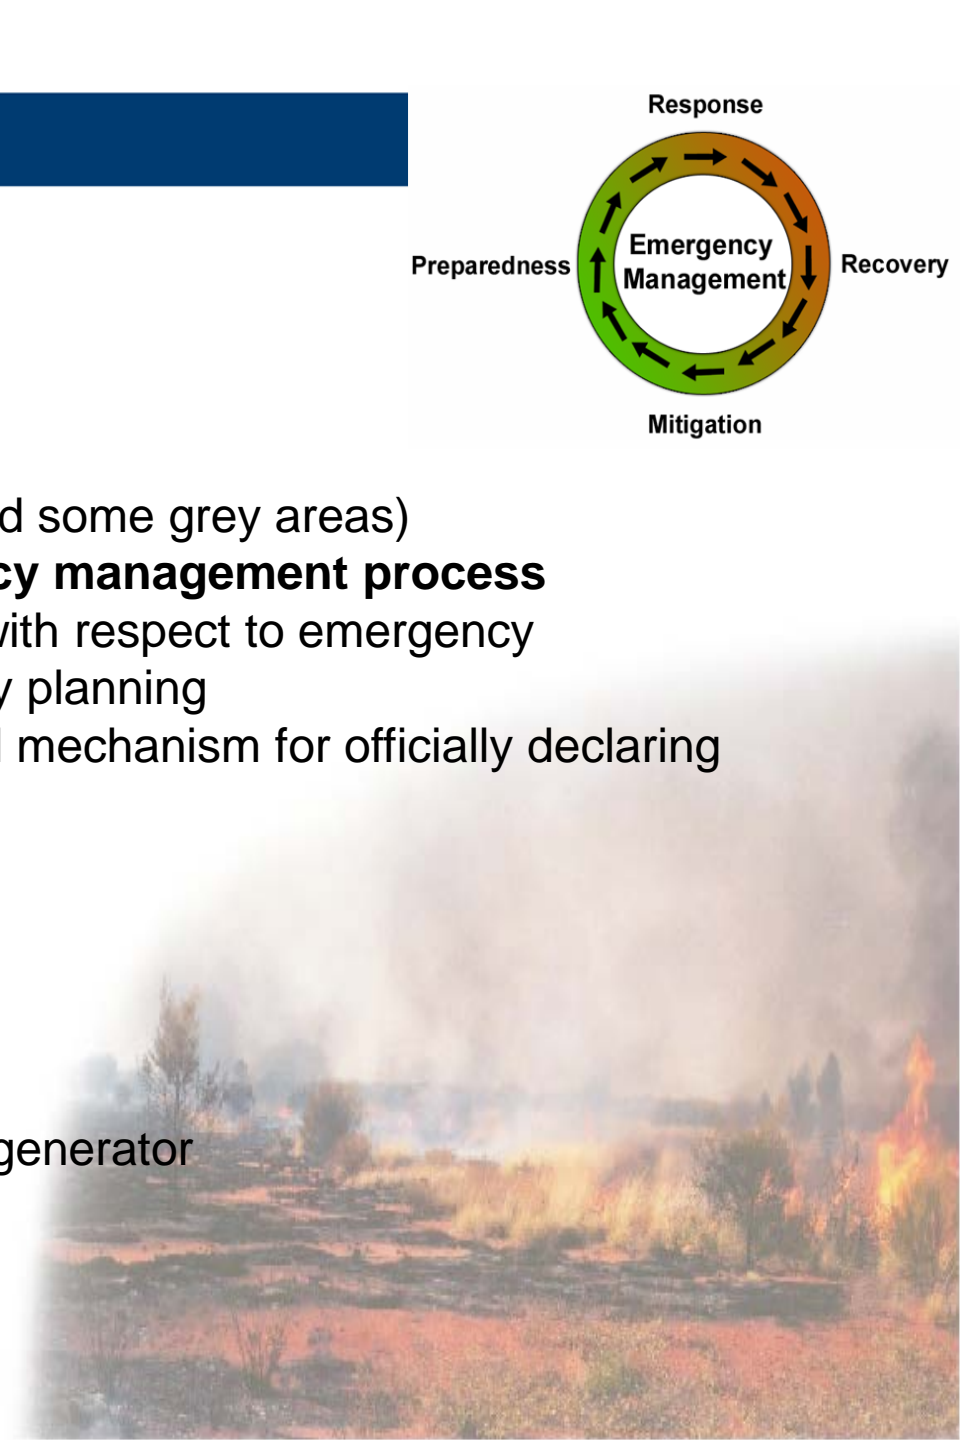 Response
Preparedness
Emergency
Management
Recovery
Mitigation
d some grey areas)
cy management process
with respect to emergency
y planning
mechanism for officially declaring
generator